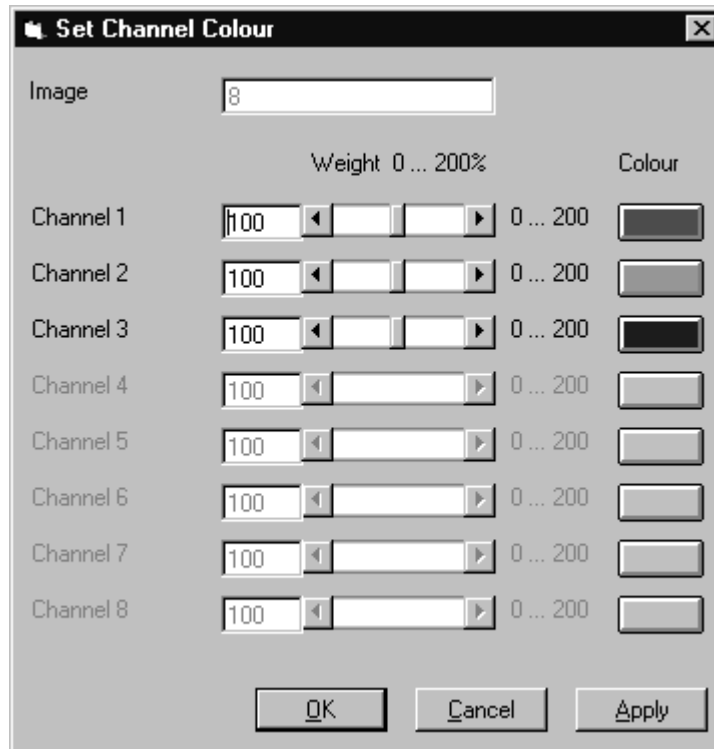 Set Channel Colour
Image 8
Weight 0 ... 200% Colour
Channel 1 100 0 ... 200
Channel 2 100 0 ... 200
Channel 3 100 0 ... 200
Channel 4 100 0 ... 200
Channel 5 100 0 ... 200
Channel 6 100 0 ... 200
Channel 7 100 0 ... 200
Channel 8 100 0 ... 200
OK Cancel Apply